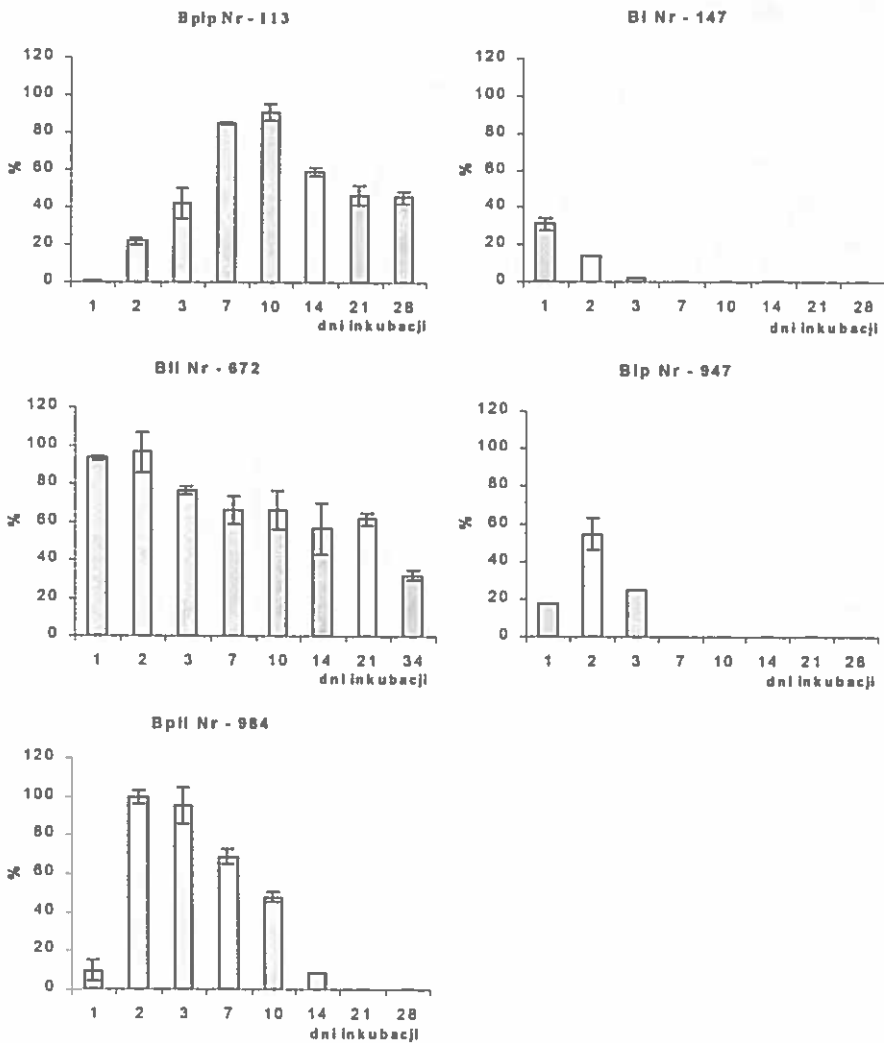 Bplp Nr - 113
120
100
80
60
40
20
0
%
1 2 3 7 10 14 21 28
dni inkubacji
Bl Nr - 147
120
100
80
60
40
20
0
%
1 2 3 7 10 14 21 28
dni inkubacji
Bll Nr - 672
120
100
80
60
40
20
0
%
1 2 3 7 10 14 21 34
dni inkubacji
Blp Nr - 947
120
100
80
60
40
20
0
%
1 2 3 7 10 14 21 28
dni inkubacji
Bpll Nr - 984
120
100
80
60
40
20
0
%
1 2 3 7 10 14 21 28
dni inkubacji